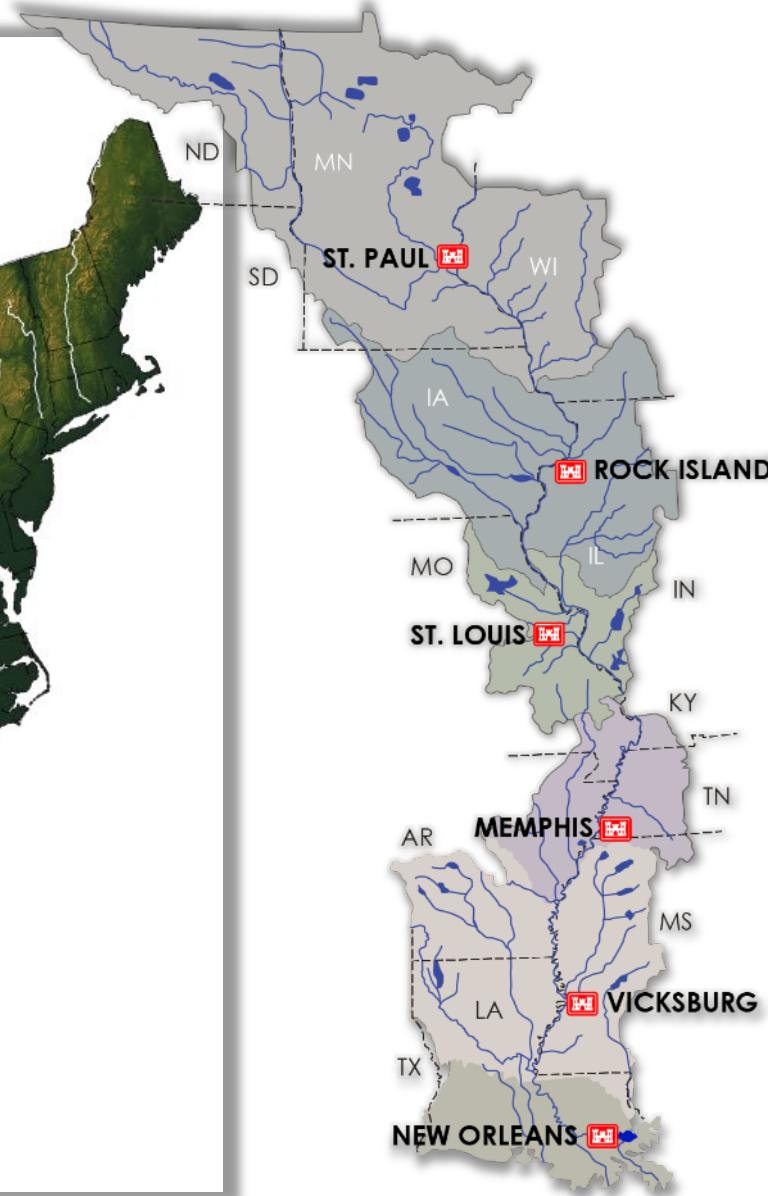 ND
MN
ST. PAUL
WI
SD
IA
ROCK ISLAND
IL
MO
IN
ST. LOUIS
KY
TN
MEMPHIS
AR
MS
VICKSBURG
LA
TX
NEW ORLEANS